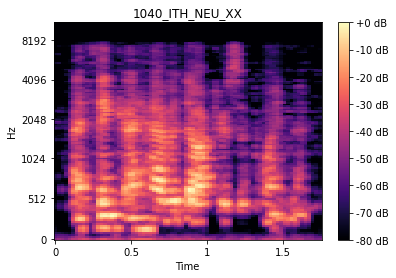 1040_ITH_NEU_XX
+0 dB
8192
-10 dB
4096
-20 dB
-30 dB
2048
Hz
-40 dB
1024
-50 dB
512
-60 dB
-70 dB
0
-80 dB
0
0.5
1
1.5
Time